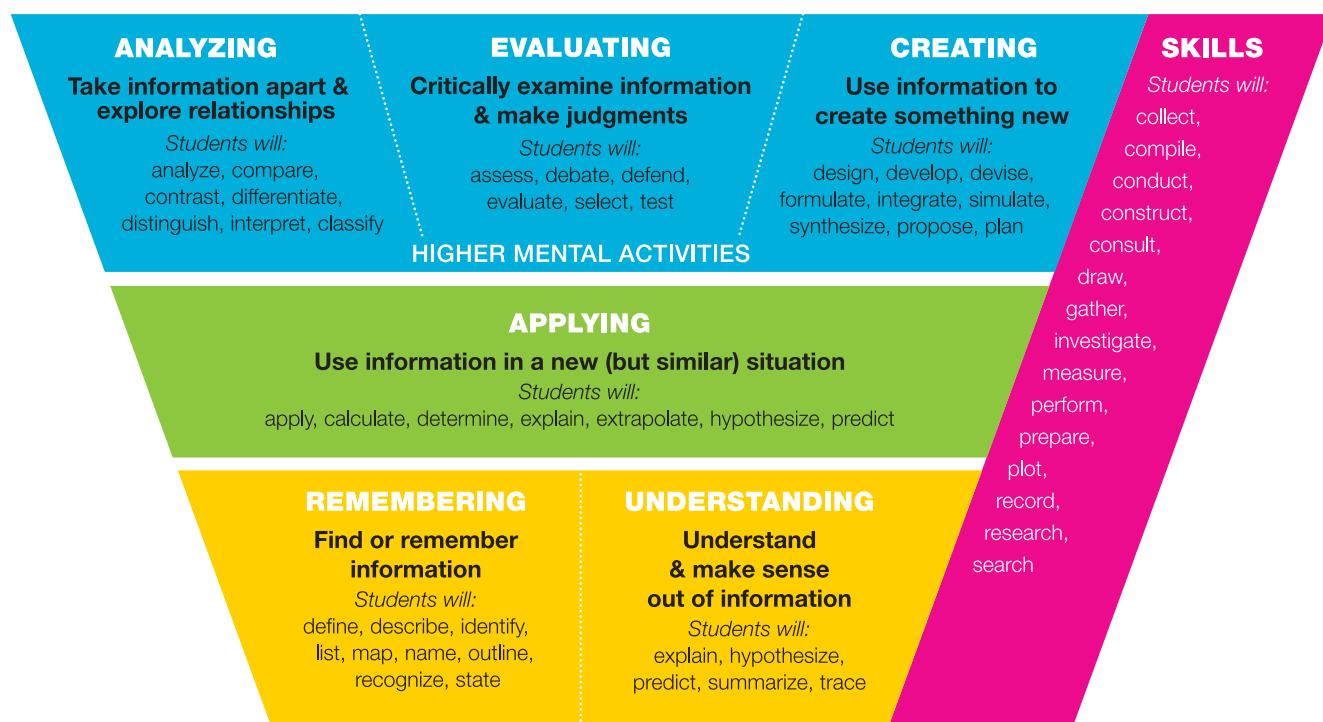 ANALYZING
Take information apart &
explore relationships
Students will:
analyze, compare,
contrast, differentiate,
distinguish, interpret, classify
EVALUATING
Critically examine information
& make judgments
Students will:
assess, debate, defend,
evaluate, select, test
CREATING
Use information to
create something new
Students will:
design, develop, devise,
formulate, integrate, simulate,
synthesize, propose, plan
HIGHER MENTAL ACTIVITIES
APPLYING
Use information in a new (but similar) situation
Students will:
apply, calculate, determine, explain, extrapolate, hypothesize, predict
REMEMBERING
Find or remember
information
Students will:
define, describe, identify,
list, map, name, outline,
recognize, state
UNDERSTANDING
Understand
& make sense
out of information
Students will:
explain, hypothesize,
predict, summarize, trace
SKILLS
Students will:
collect,
compile,
conduct,
construct,
consult,
draw,
gather,
investigate,
measure,
perform,
prepare,
plot,
record,
research,
search